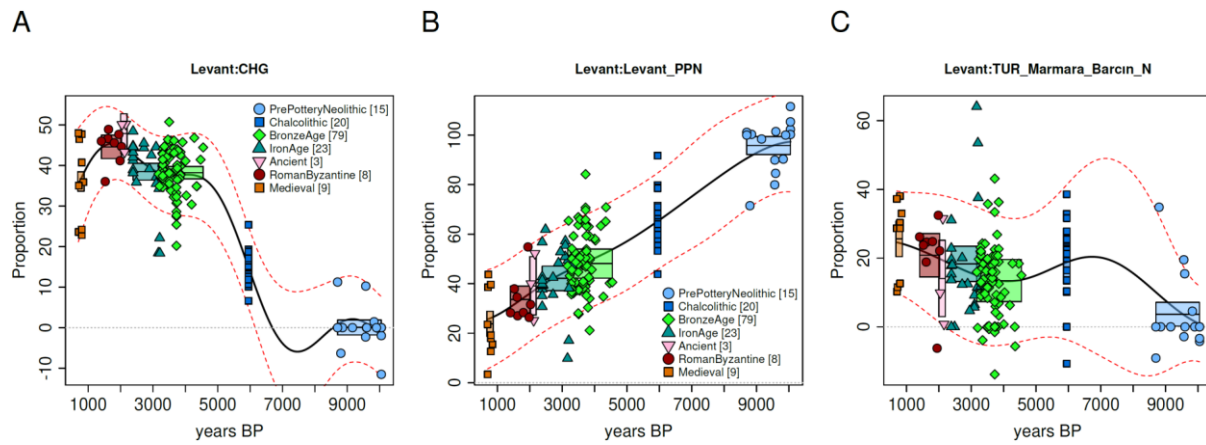 A
B
C
Levant:CHG
Levant:Levant_PPN
Levant:TUR_Marmara_Barcın_N
Proportion
50
40
30
20
10
0
-10
PrePotteryNeolithic [15]
Chalcolithic [20]
BronzeAge [79]
IronAge [23]
Ancient [3]
RomanByzantine [8]
Medieval [9]
1000 3000 5000 7000 9000
years BP
Proportion
100
80
60
40
20
0
PrePotteryNeolithic [15]
Chalcolithic [20]
BronzeAge [79]
IronAge [23]
Ancient [3]
RomanByzantine [8]
Medieval [9]
1000 3000 5000 7000 9000
years BP
Proportion
60
40
20
0
1000 3000 5000 7000 9000
years BP